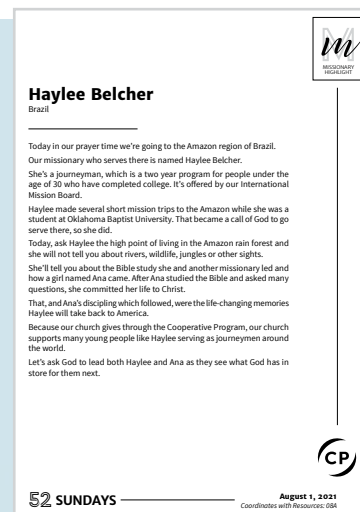 m
MISSIONARY
HIGHLIGHT
Haylee Belcher
Brazil
Today in our prayer time we're going to the Amazon region of Brazil.
Our missionary who serves there is named Haylee Belcher.
She's a journeyman, which is a two year program for people under the
age of 30 who have completed college. It's offered by our International
Mission Board.
Haylee made several short mission trips to the Amazon while she was a
student at Oklahoma Baptist University. That became a call of God to go
serve there, so she did.
Today, ask Haylee the high point of living in the Amazon rain forest and
she will not tell you about rivers, wildlife, jungles or other sights.
She'll tell you about the Bible study she and another missionary led and
how a girl named Ana came. After Ana studied the Bible and asked many
questions, she committed her life to Christ.
That, and Ana's discipling which followed, were the life-changing memories
Haylee will take back to America.
Because our church gives through the Cooperative Program, our church
supports many young people like Haylee serving as journeymen around
the world.
Let's ask God to lead both Haylee and Ana as they see what God has in
store for them next.
CP
52 SUNDAYS
August 1, 2021
Coordinates with Resources: 08A